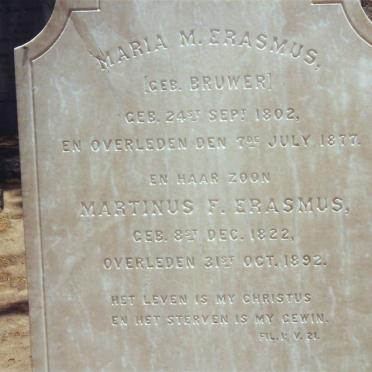 MARIA M. ERASMUS,
[GEB. BRUWER]
GEB. 24ST SEPT 1802,
EN OVERLEDEN DEN 7DE JULY 1877.
EN HAAR ZOON
MARTINUS F. ERASMUS,
GEB. 8ST DEC. 1822,
OVERLEDEN 31ST OCT. 1892.
HET LEVEN IS MY CHRISTUS
EN HET STERVEN IS MY GEWIN.
FIL. 1; V. 21.